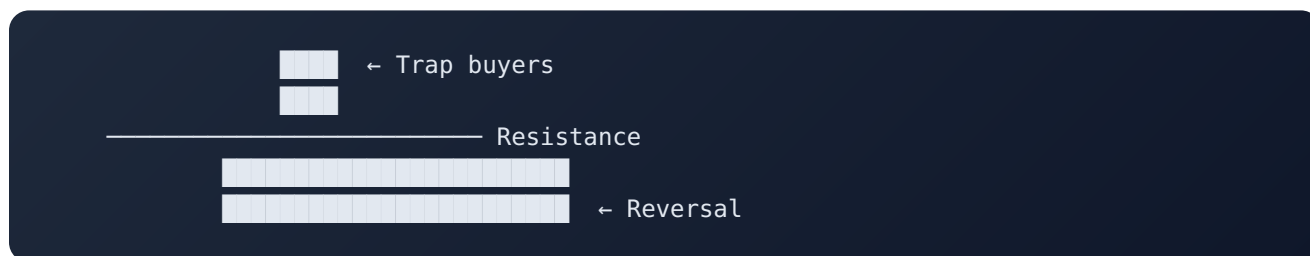 ████  ← Trap buyers
████
────────────────────────── Resistance
████████████████████████
████████████████████████  ← Reversal